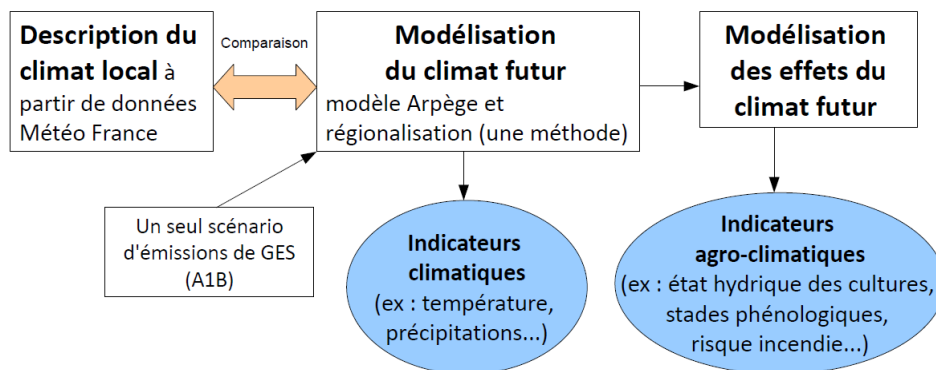 Description du
climat local à
partir de données
Météo France
Comparaison
Modélisation
du climat futur
modèle Arpège et
régionalisation (une méthode)
Modélisation
des effets du
climat futur
Un seul scénario
d'émissions de GES
(A1B)
Indicateurs
climatiques
(ex : température,
précipitations...)
Indicateurs
agro-climatiques
(ex : état hydrique des cultures,
stades phénologiques,
risque incendie...)